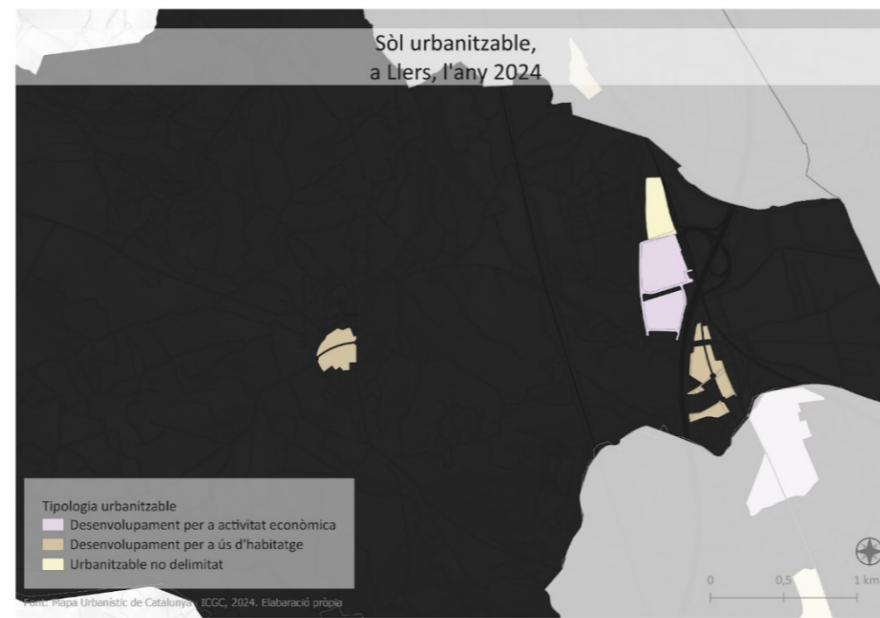 Sòl urbanitzable,
a Llers, l'any 2024
Tipologia urbanitzable
Desenvolupament per a activitat econòmica
Desenvolupament per a ús d'habitatge
Urbanitzable no delimitat
Font: Mapa Urbanístic de Catalunya i ICGC, 2024. Elaboració pròpia
0 0,5 1 km